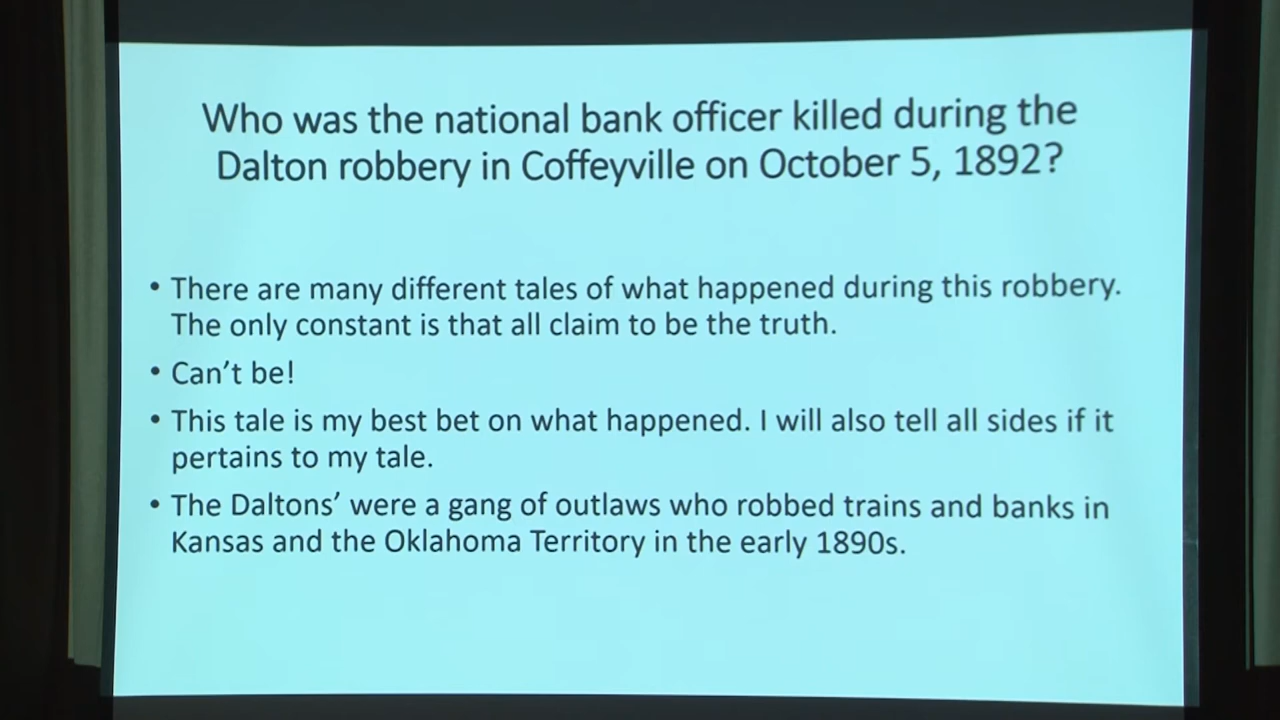 Who was the national bank officer killed during the
Dalton robbery in Coffeyville on October 5, 1892?
• There are many different tales of what happened during this robbery.
The only constant is that all claim to be the truth.
• Can't be!
• This tale is my best bet on what happened. I will also tell all sides if it
pertains to my tale.
• The Daltons' were a gang of outlaws who robbed trains and banks in
Kansas and the Oklahoma Territory in the early 1890s.